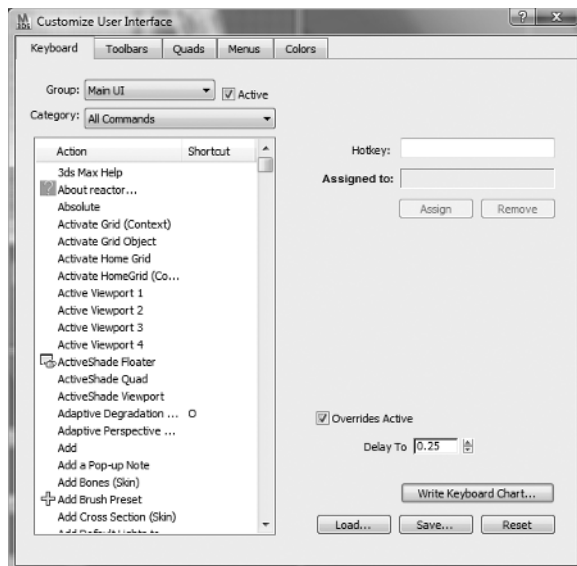 Customize User Interface
Keyboard Toolbars Quads Menus Colors
Group: Main UI Active
Category: All Commands
Action Shortcut
3ds Max Help
About reactor...
Absolute
Activate Grid (Context)
Activate Grid Object
Activate Home Grid
Activate HomeGrid (Co...
Active Viewport 1
Active Viewport 2
Active Viewport 3
Active Viewport 4
ActiveShade Floater
ActiveShade Quad
ActiveShade Viewport
Adaptive Degradation ... O
Adaptive Perspective ...
Add
Add a Pop-up Note
Add Bones (Skin)
Add Brush Preset
Add Cross Section (Skin)
Add Default Lights to
Hotkey:
Assigned to:
Assign Remove
Overrides Active
Delay To 0.25
Write Keyboard Chart...
Load... Save... Reset